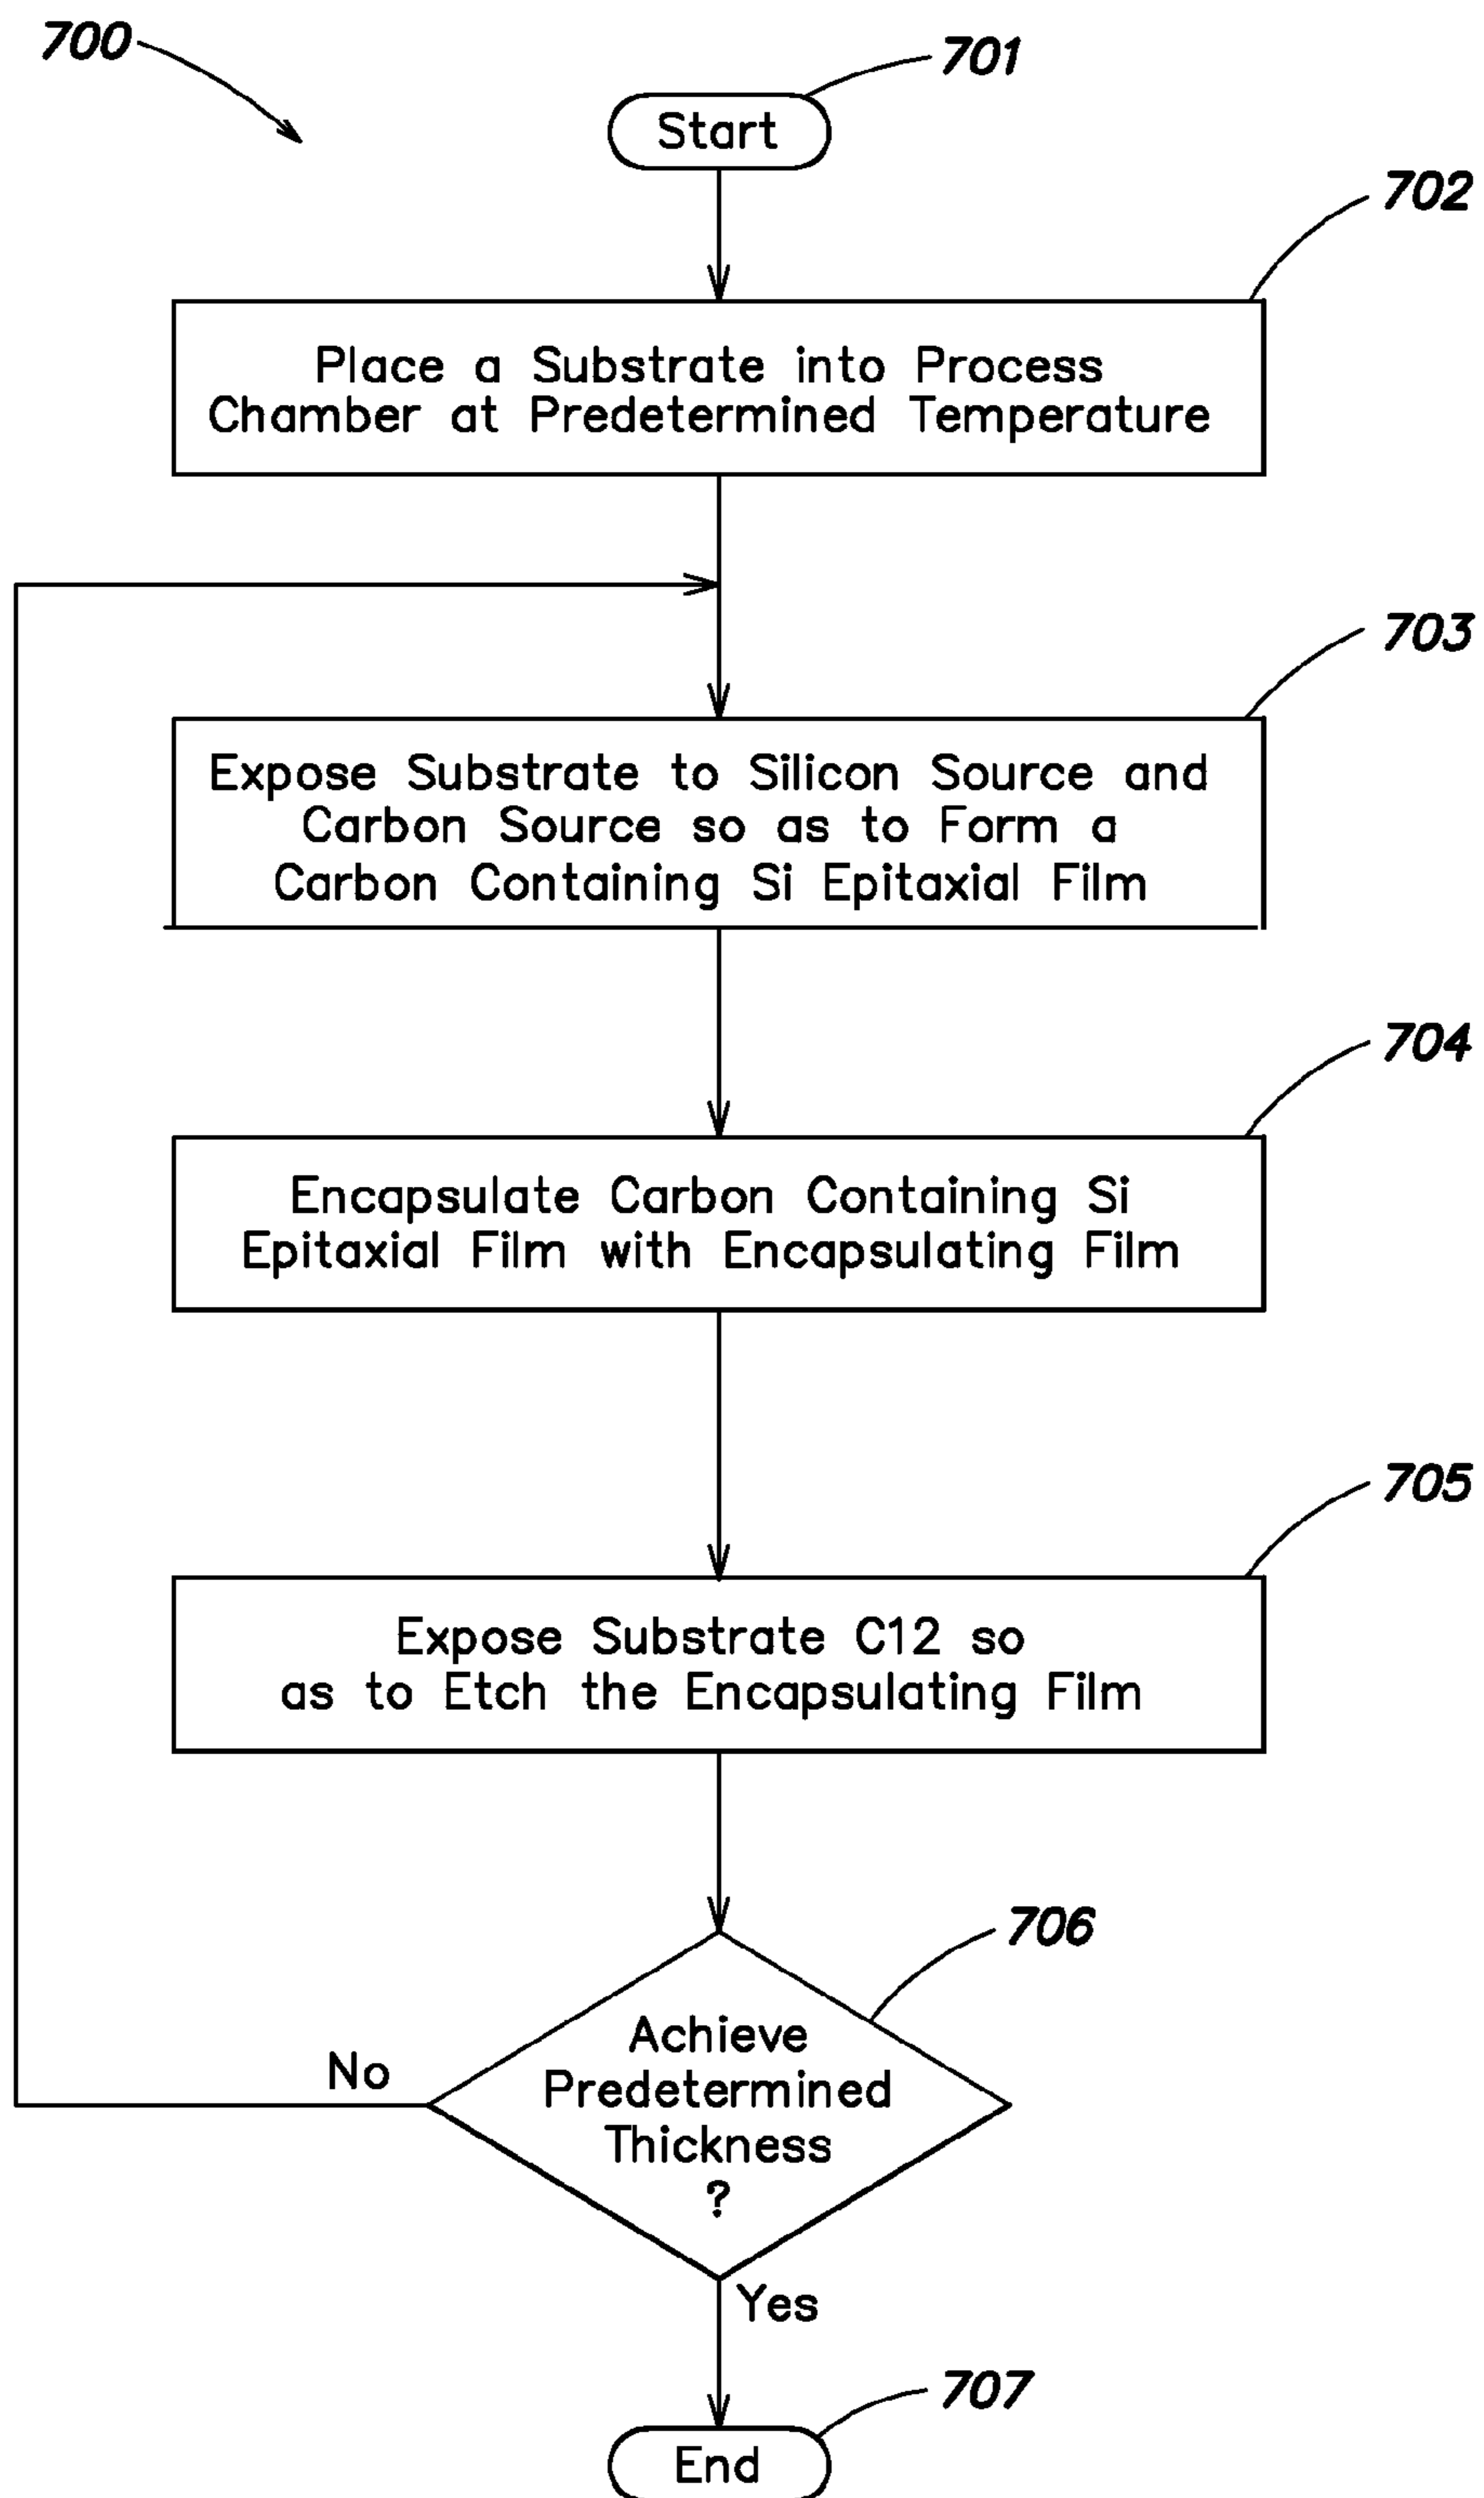 700
701
Start
702
Place a Substrate into Process
Chamber at Predetermined Temperature
703
Expose Substrate to Silicon Source and
Carbon Source so as to Form a
Carbon Containing Si Epitaxial Film
704
Encapsulate Carbon Containing Si
Epitaxial Film with Encapsulating Film
705
Expose Substrate C12 so
as to Etch the Encapsulating Film
706
Achieve
Predetermined
Thickness
?
No
Yes
707
End